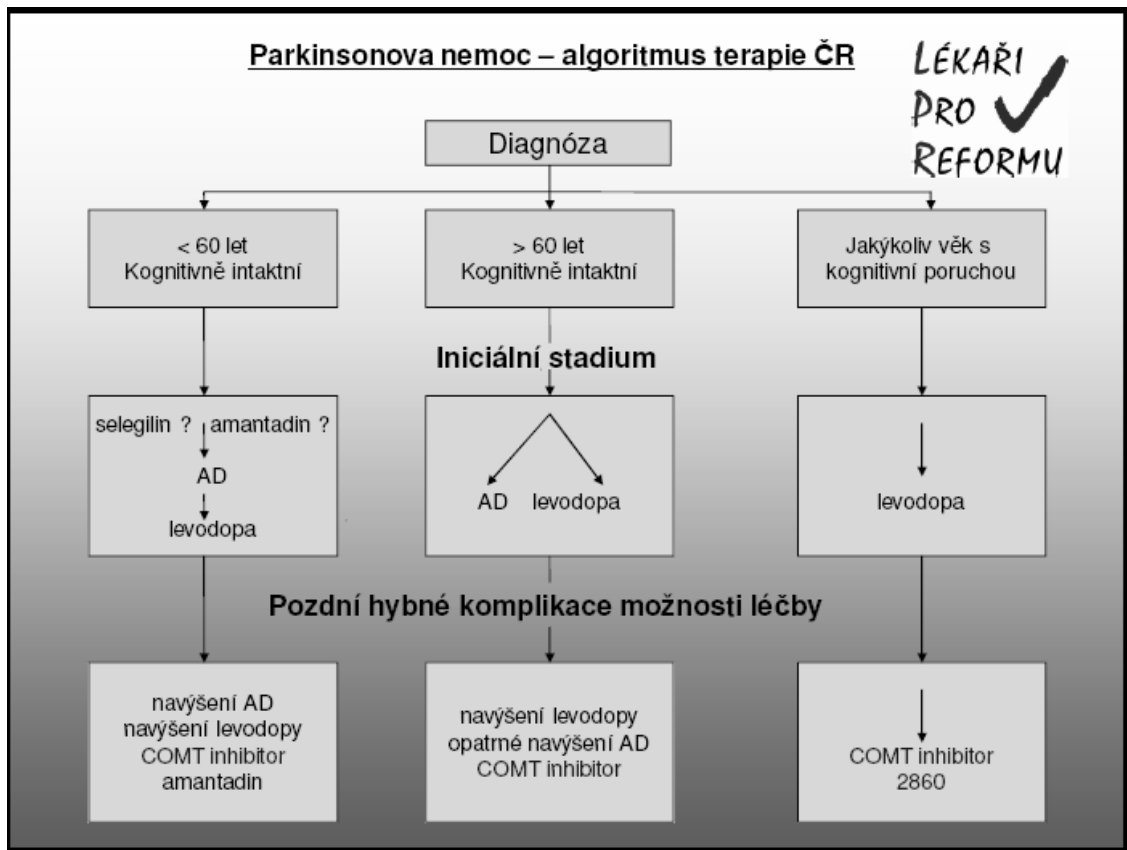 Parkinsonova nemoc – algoritmus terapie ČR
LÉKAŘI
PRO
REFORMU
Diagnóza
< 60 let
Kognitivně intaktní
> 60 let
Kognitivně intaktní
Jakýkoliv věk s
kognitivní poruchou
Iniciální stadium
selegilin ? amantadin ?
AD
levodopa
AD levodopa
levodopa
Pozdní hybné komplikace možnosti léčby
navýšení AD
navýšení levodopy
COMT inhibitor
amantadin
navýšení levodopy
opatrné navýšení AD
COMT inhibitor
COMT inhibitor
2860